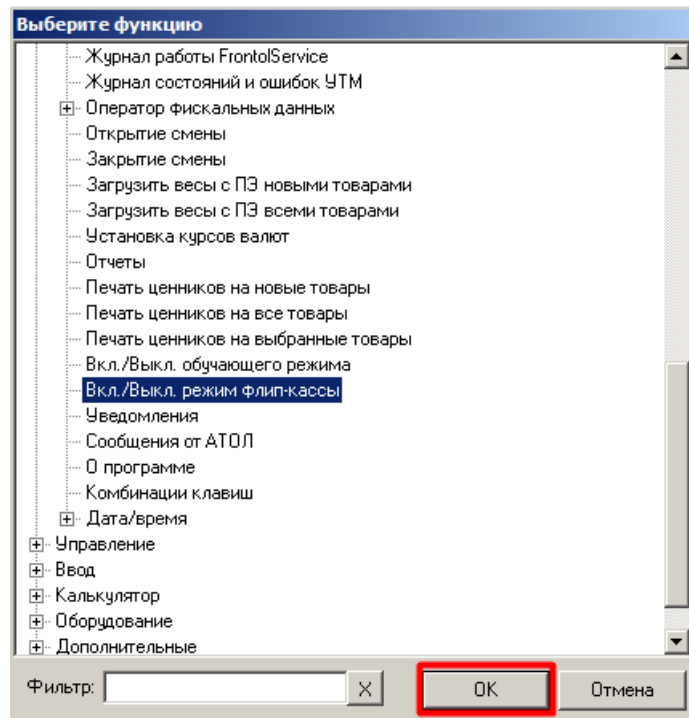 Выберите функцию
Журнал работы FrontolService
Журнал состояний и ошибок УТМ
Оператор фискальных данных
Открытие смены
Закрытие смены
Загрузить весы с ПЭ новыми товарами
Загрузить весы с ПЭ всеми товарами
Установка курсов валют
Отчеты
Печать ценников на новые товары
Печать ценников на все товары
Печать ценников на выбранные товары
Вкл./Выкл. обучающего режима
Вкл./Выкл. режим флип-кассы
Уведомления
Сообщения от АТОЛ
О программе
Комбинации клавиш
Дата/время
Управление
Ввод
Калькулятор
Оборудование
Дополнительные
Фильтр: X OK Отмена